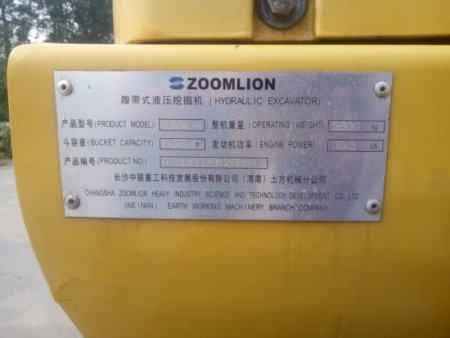 ZOOMLION
履带式液压挖掘机 (HYDRAULIC EXCAVATOR)
产品型号(PRODUCT MODEL) 整机重量(OPERATING WEIGHT) kg
斗容量(BUCKET CAPACITY) 发动机功率(ENGINE POWER) kW
产品编号(PRODUCT NO.)
长沙中联重工科技发展股份有限公司(渭南)土方机械分公司
CHANGSHA ZOOMLION HEAVY INDUSTRY SCIENCE AND TECHNOLOGY DEVELOPMENT CO. LTD
(WEI NAN) EARTH WORKING MACHINERY BRANCH COMPANY